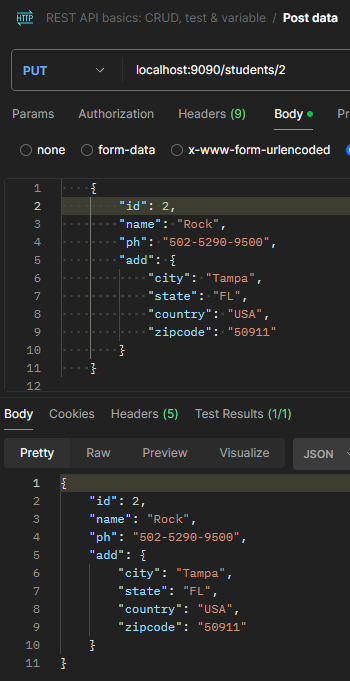 HTTP REST API basics: CRUD, test & variable / Post data
PUT localhost:9090/students/2
Params Authorization Headers (9) Body Pr
none form-data x-www-form-urlencoded
1 {
2 "id": 2,
3 "name": "Rock",
4 "ph": "502-5290-9500",
5 "add": {
6 "city": "Tampa",
7 "state": "FL",
8 "country": "USA",
9 "zipcode": "50911"
10 }
11 }
12
Body Cookies Headers (5) Test Results (1/1)
Pretty Raw Preview Visualize JSON
1 {
2 "id": 2,
3 "name": "Rock",
4 "ph": "502-5290-9500",
5 "add": {
6 "city": "Tampa",
7 "state": "FL",
8 "country": "USA",
9 "zipcode": "50911"
10 }
11 }